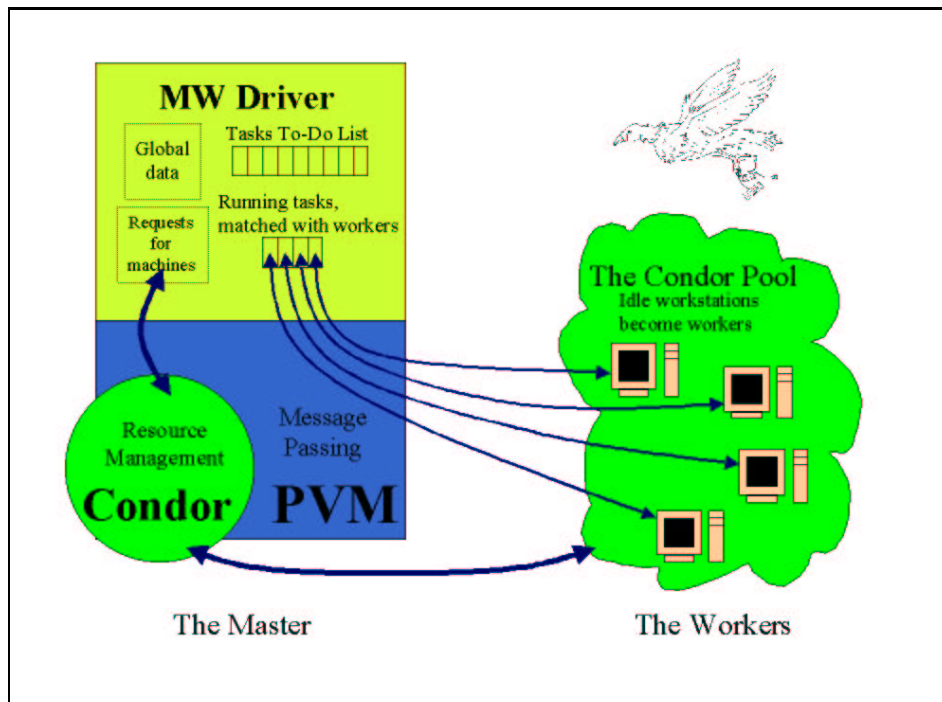 MW Driver
Tasks To-Do List
Global
data
Running tasks,
matched with workers
Requests
for
machines
The Condor Pool
Idle workstations
become workers
Resource
Management
Condor
Message
Passing
PVM
The Master
The Workers